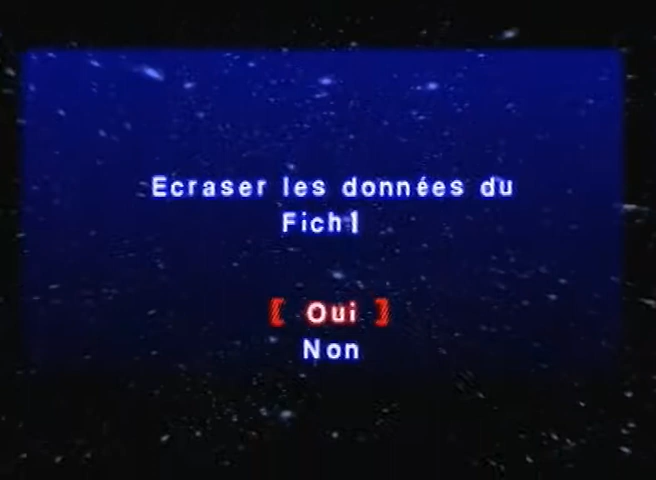 Ecraser les données du
Fich1
Oui
Non